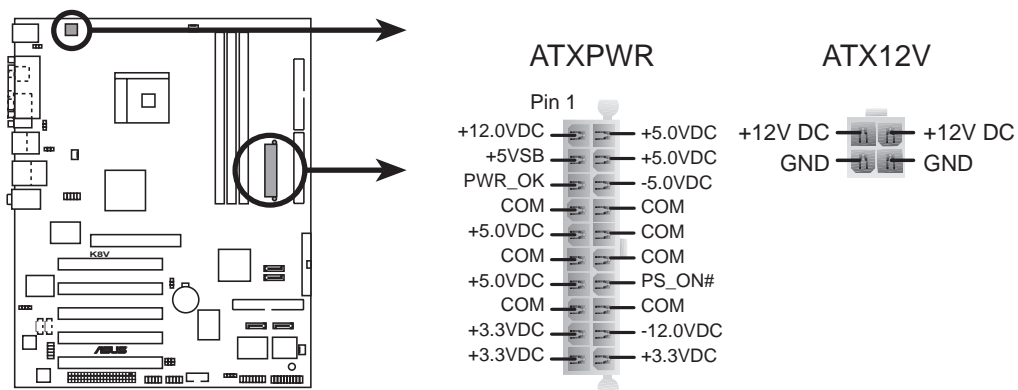 ATXPWR
ATX12V
Pin 1
+12.0VDC +5.0VDC
+5VSB +5.0VDC
PWR_OK -5.0VDC
COM COM
+5.0VDC COM
COM COM
+5.0VDC PS_ON#
COM COM
+3.3VDC -12.0VDC
+3.3VDC +3.3VDC
+12V DC +12V DC
GND GND
K8V
ASUS